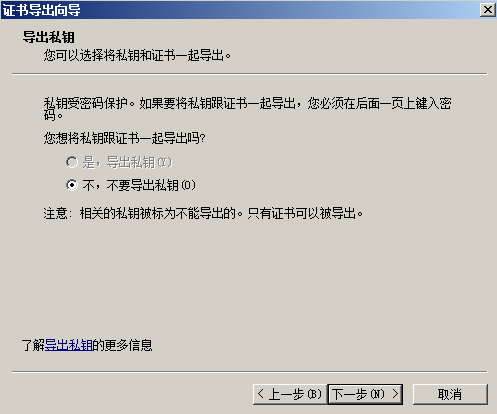 证书导出向导
导出私钥
您可以选择将私钥和证书一起导出。
私钥受密码保护。如果要将私钥跟证书一起导出，您必须在后面一页上键入密
码。
您想将私钥跟证书一起导出吗?
是，导出私钥(Y)
不，不要导出私钥(O)
注意: 相关的私钥被标为不能导出的。只有证书可以被导出。
了解导出私钥的更多信息
< 上一步(B) 下一步(N) > 取消